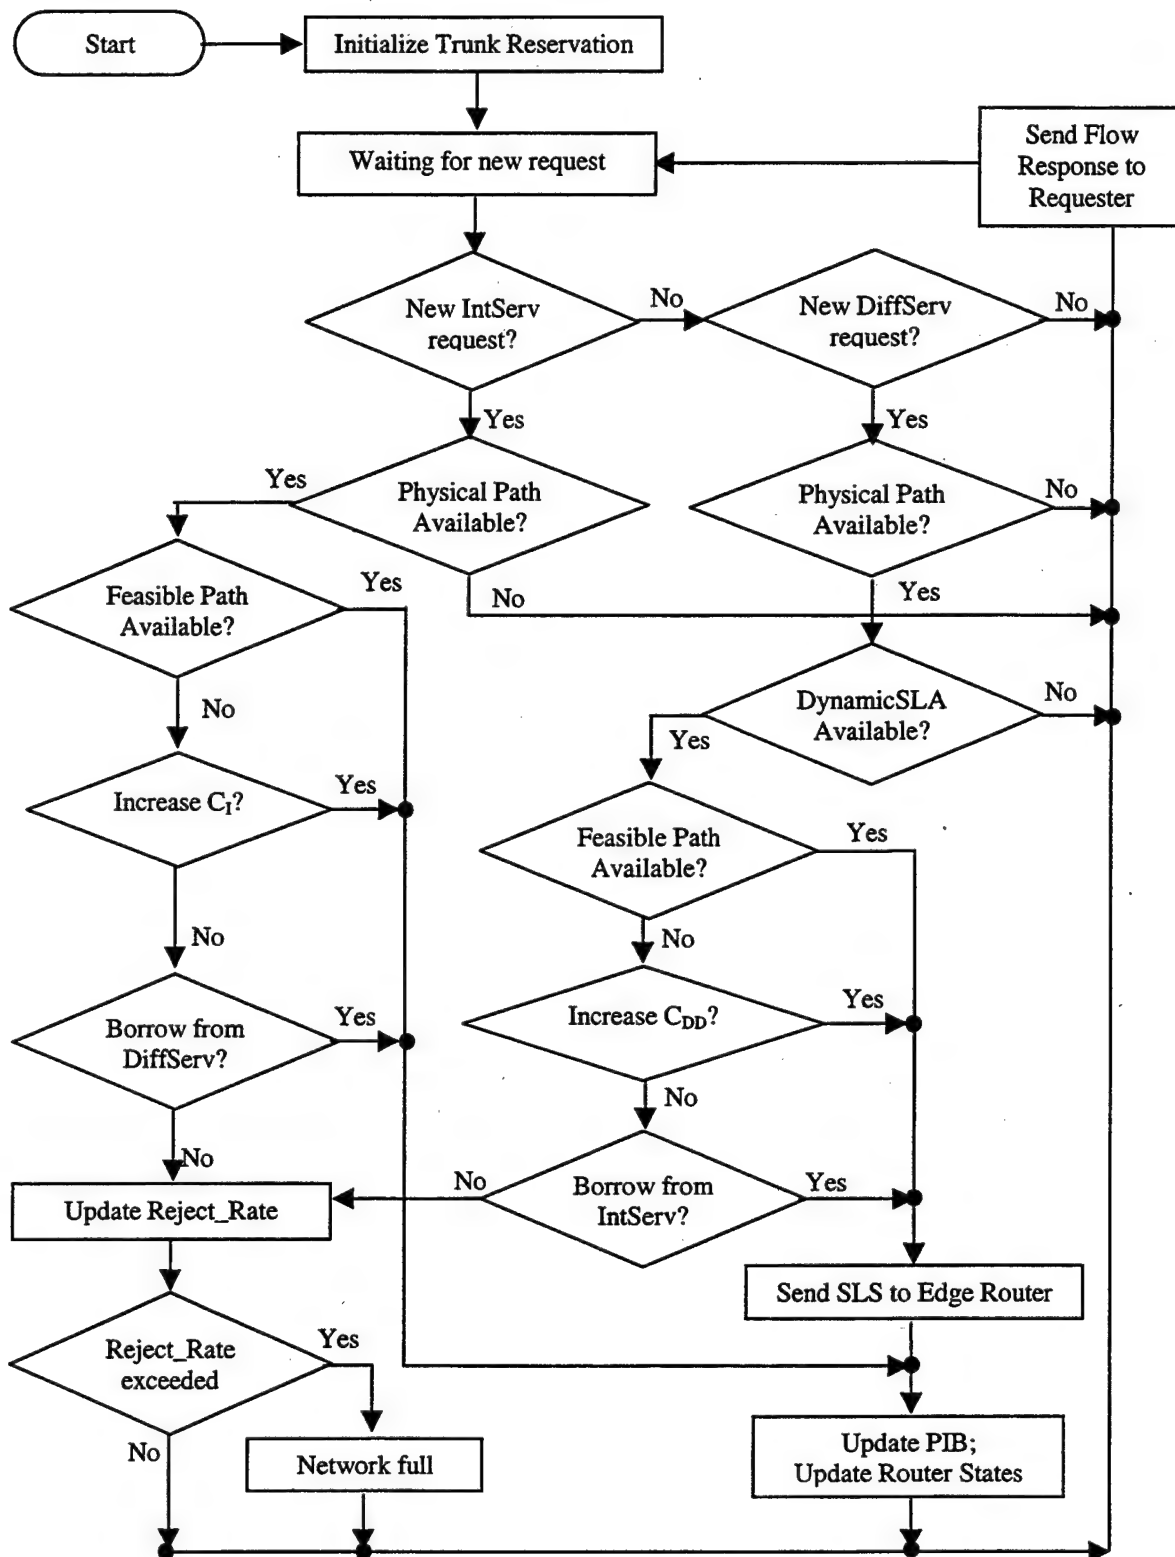 Start
Initialize Trunk Reservation
Waiting for new request
Send Flow
Response to
Requester
New IntServ
request?
No
New DiffServ
request?
No
Yes
Yes
Yes
Physical Path
Available?
Physical Path
Available?
No
Feasible Path
Available?
Yes
No
Yes
No
DynamicSLA
Available?
No
Yes
Increase CI?
Yes
Feasible Path
Available?
Yes
No
No
Borrow from
DiffServ?
Yes
Increase CDD?
Yes
No
No
Update Reject_Rate
No
Borrow from
IntServ?
Yes
Send SLS to Edge Router
Reject_Rate
exceeded
Yes
No
Network full
Update PIB;
Update Router States